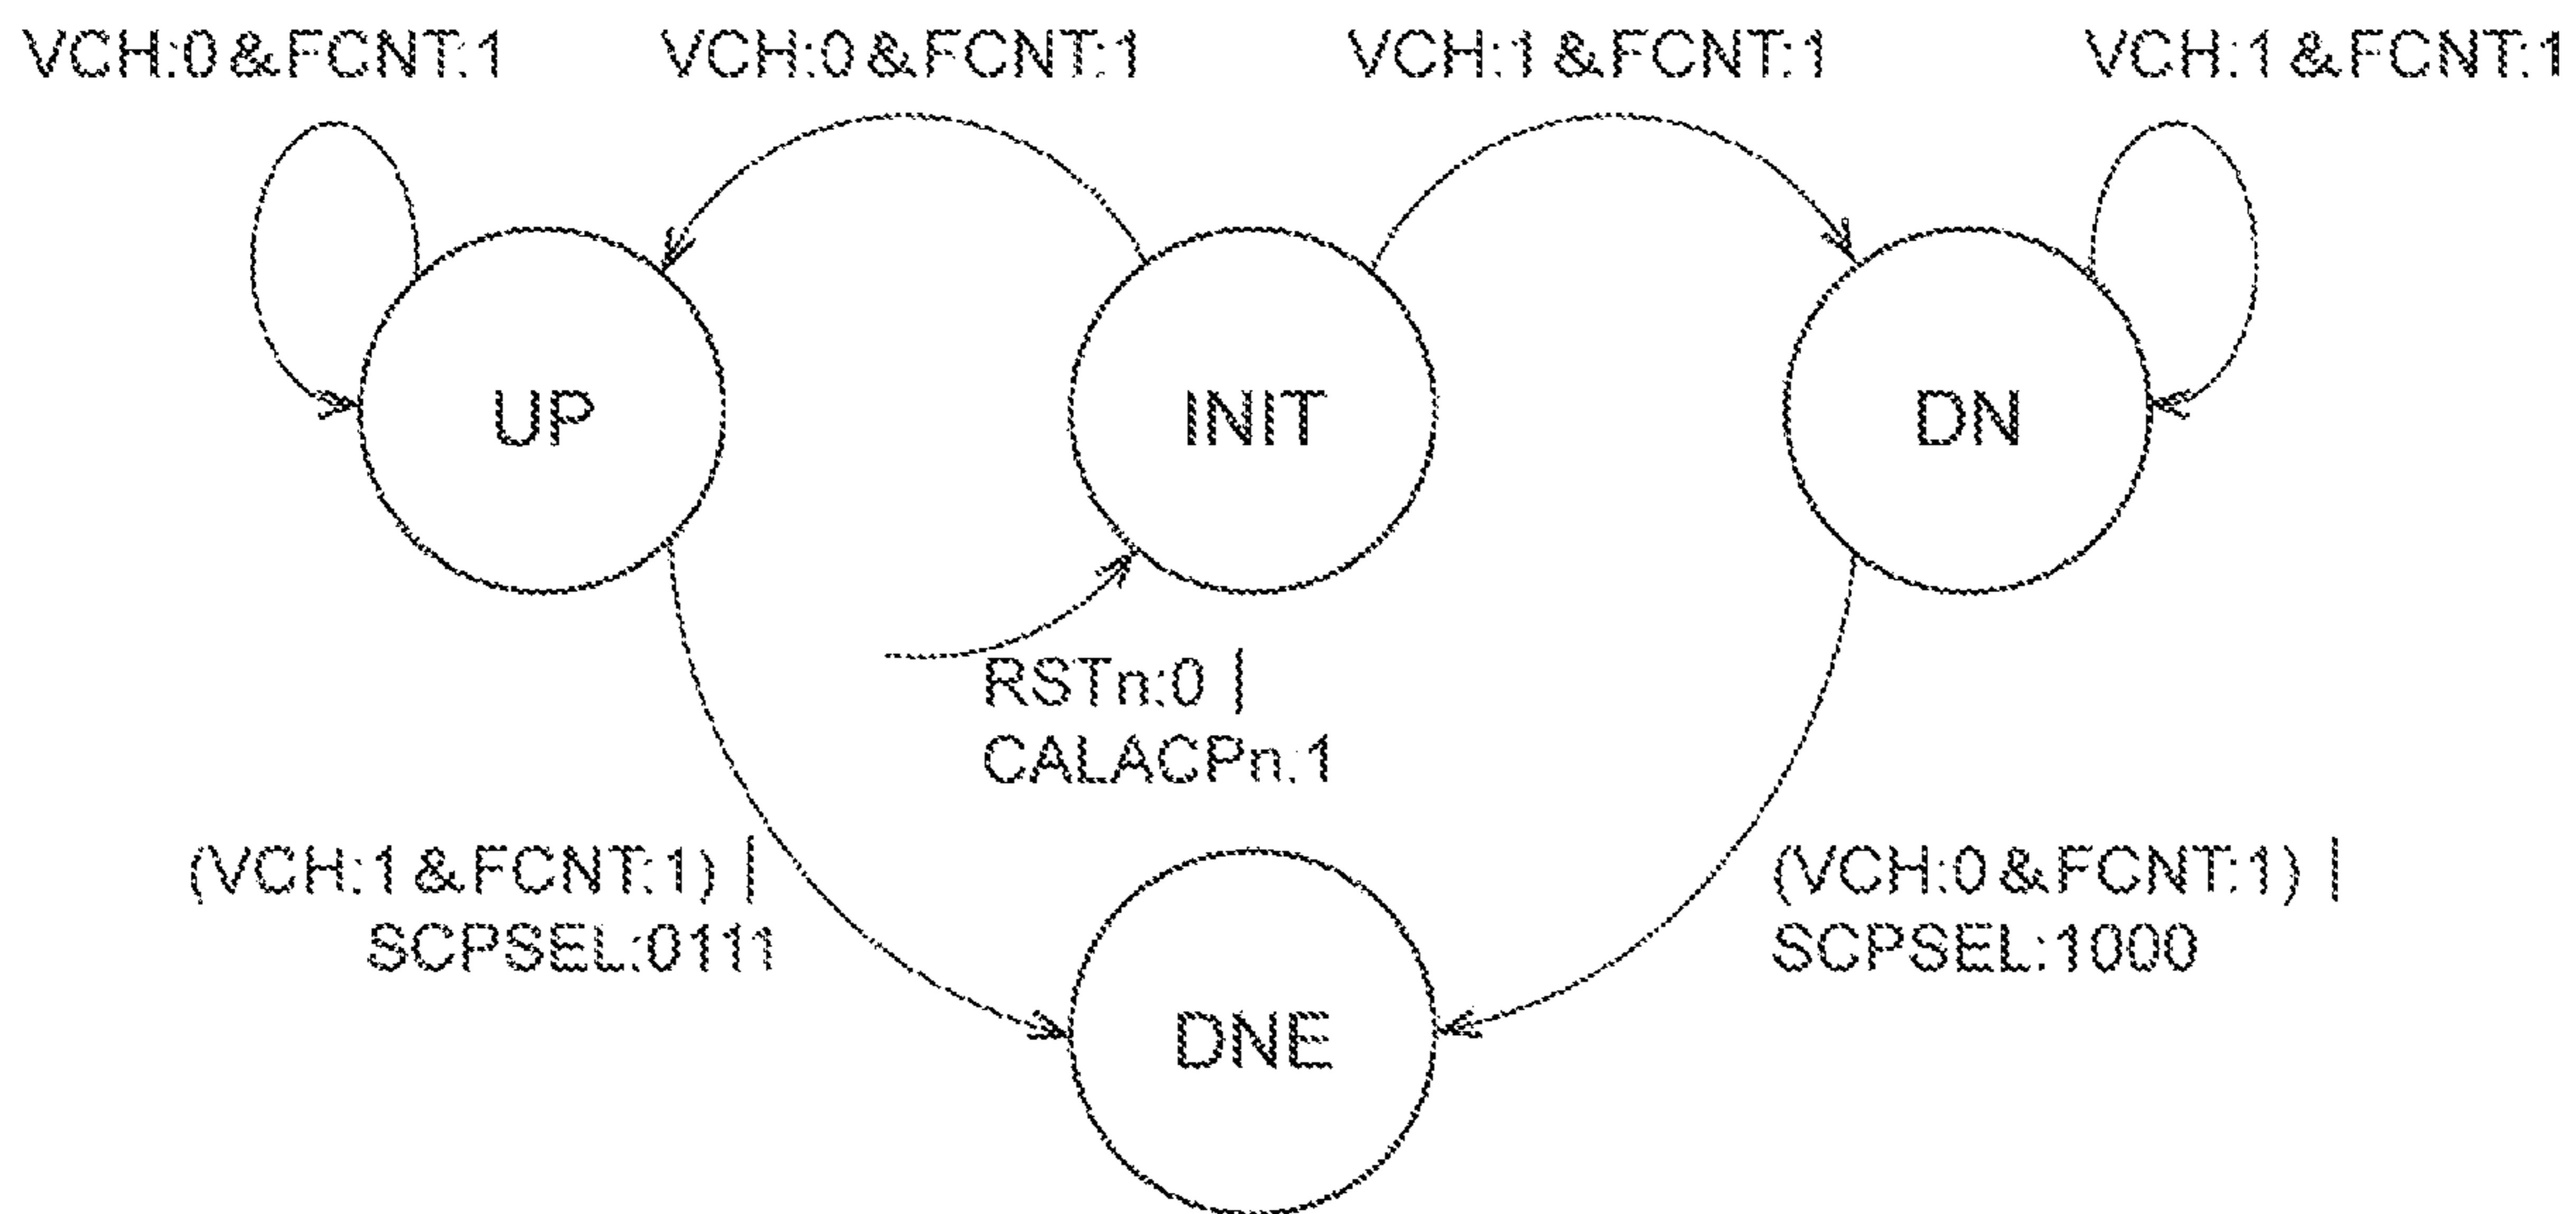 VCH:0&FCNT:1
VCH:0&FCNT:1
VCH:1&FCNT:1
VCH:1&FCNT:1
UP
INIT
DN
RSTn:0 |
CALACPn:1
(VCH:1&FCNT:1) |
SCPSEL:0111
(VCH:0&FCNT:1) |
SCPSEL:1000
DNE